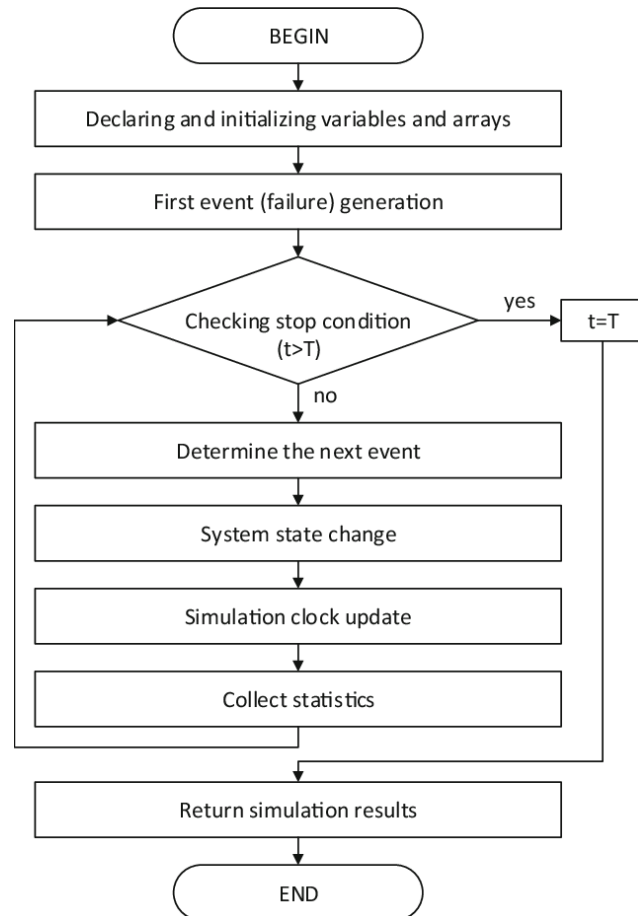 BEGIN
Declaring and initializing variables and arrays
First event (failure) generation
Checking stop condition
(t>T)
yes
t=T
no
Determine the next event
System state change
Simulation clock update
Collect statistics
Return simulation results
END